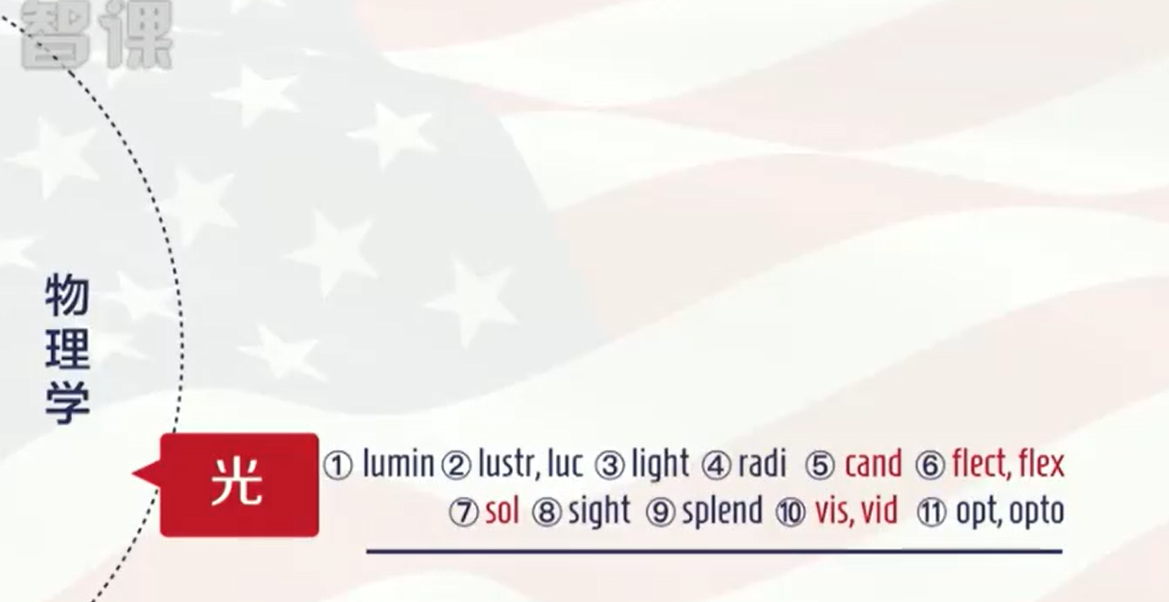 智课
物理学
光
① lumin ② lustr, luc ③ light ④ radi ⑤ cand ⑥ flect, flex
⑦ sol ⑧ sight ⑨ splend ⑩ vis, vid ⑪ opt, opto